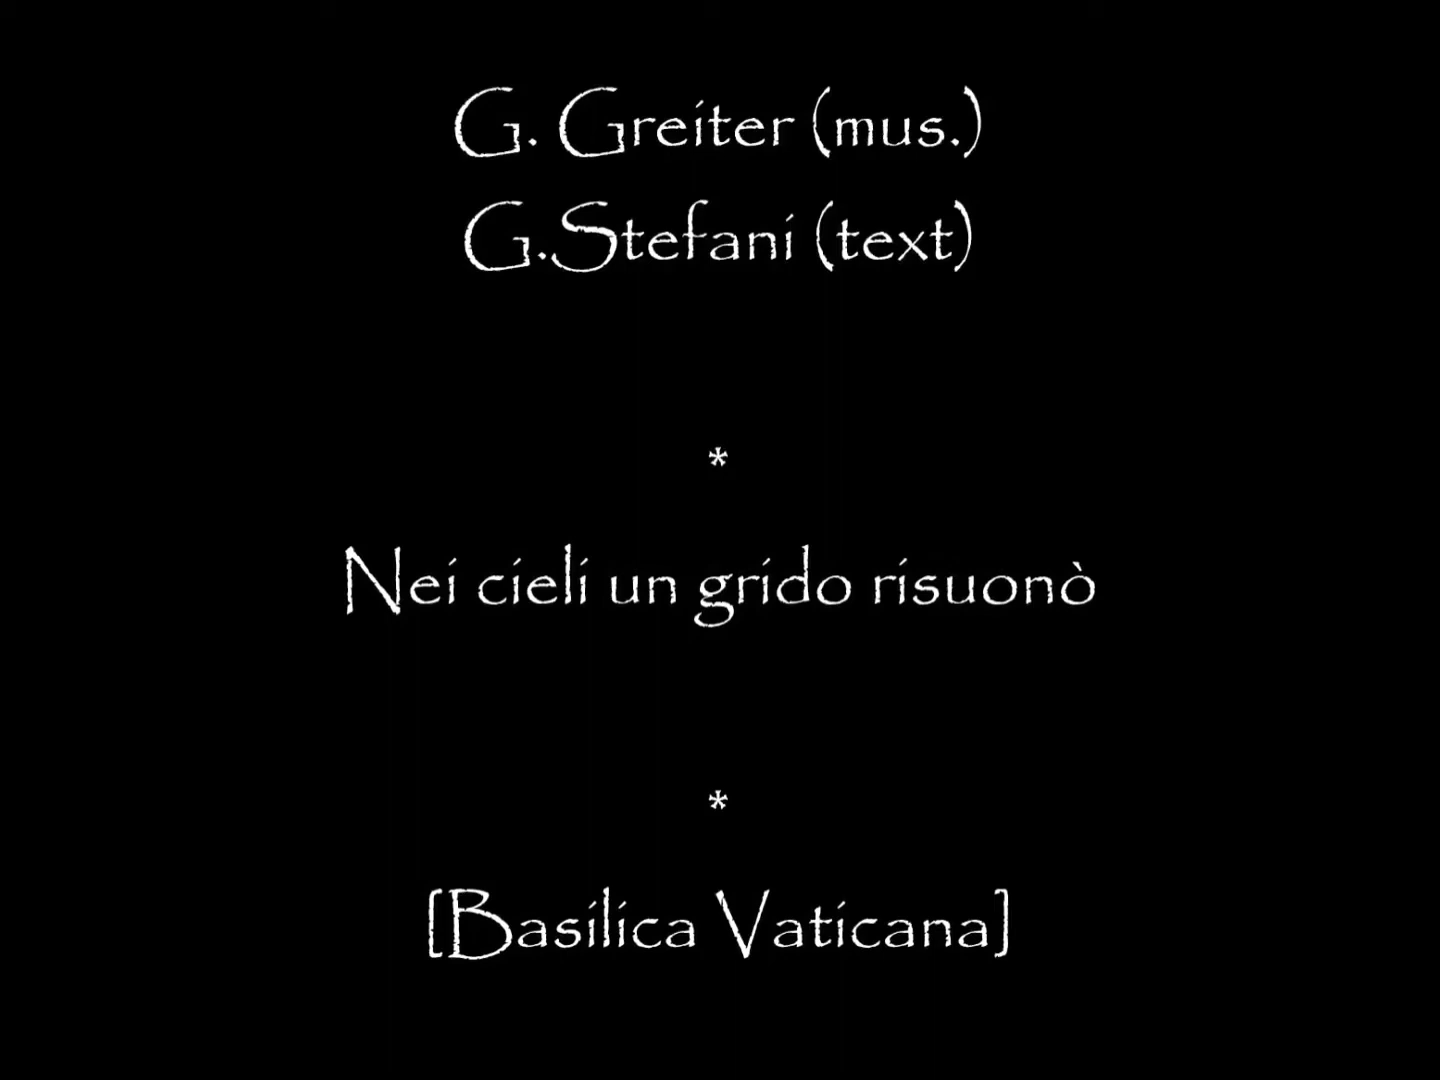 G. Greiter (mus.)
G.Stefani (text)
*
Nei cieli un grido risuonò
*
[Basilica Vaticana]